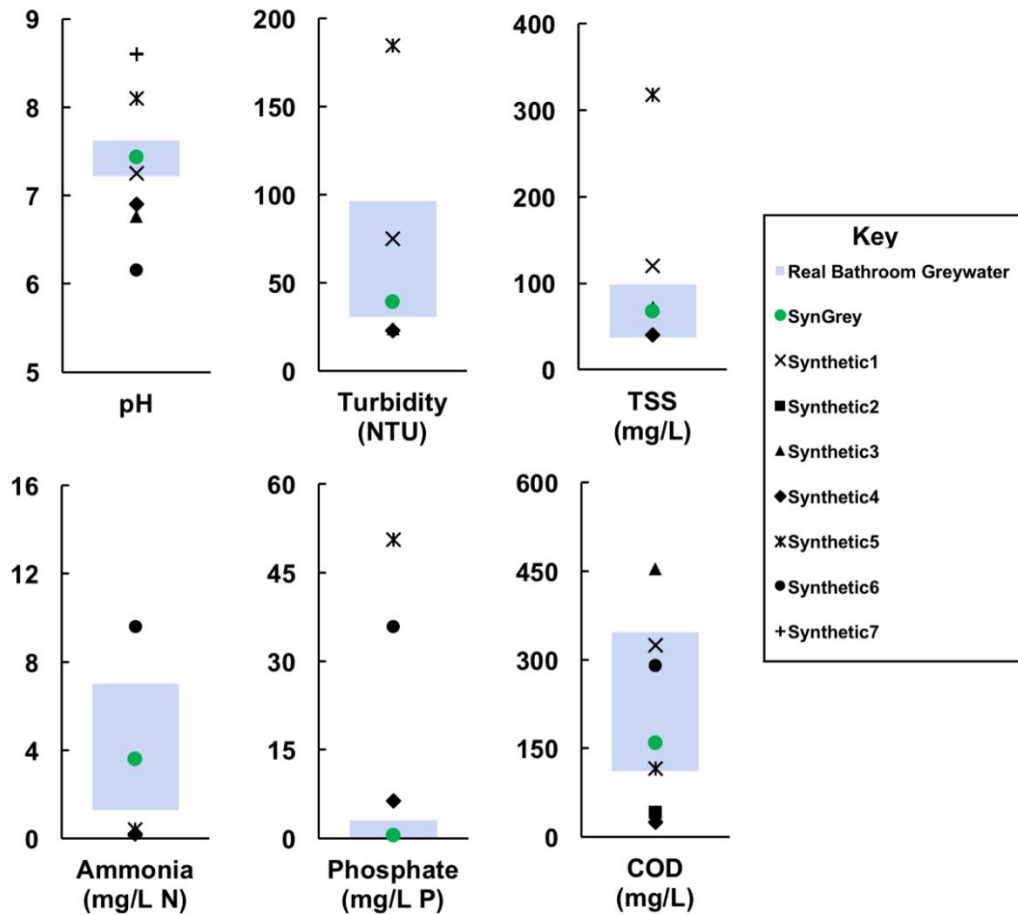 9
8
7
6
5
pH
200
150
100
50
0
Turbidity
(NTU)
400
300
200
100
0
TSS
(mg/L)
Key
Real Bathroom Greywater
SynGrey
Synthetic1
Synthetic2
Synthetic3
Synthetic4
Synthetic5
Synthetic6
Synthetic7
16
12
8
4
0
Ammonia
(mg/L N)
60
45
30
15
0
Phosphate
(mg/L P)
600
450
300
150
0
COD
(mg/L)